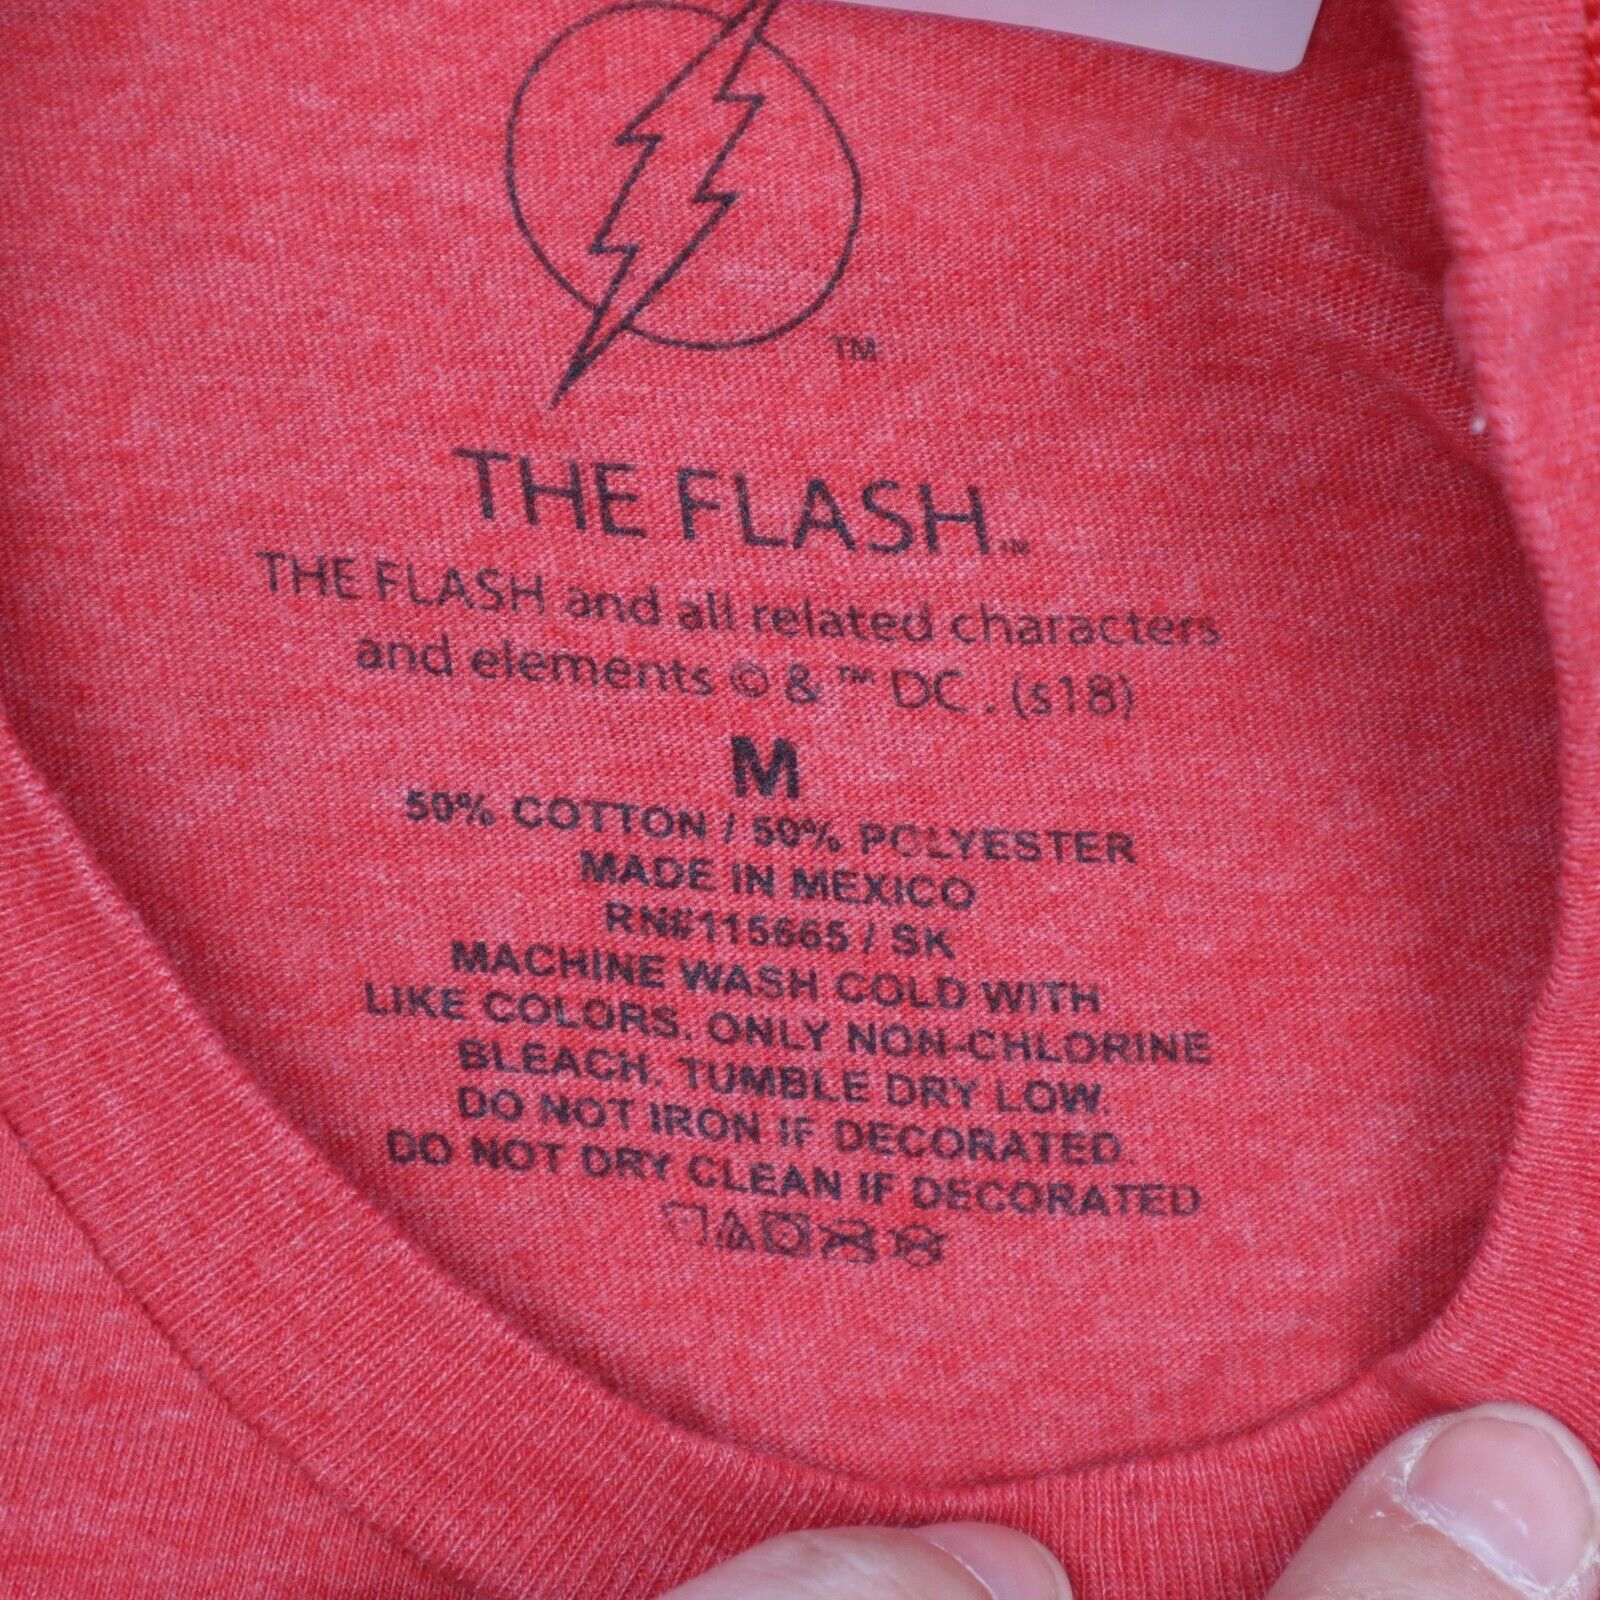 TM
THE FLASH™
THE FLASH and all related characters
and elements © & ™ DC. (s18)
M
50% COTTON / 50% POLYESTER
MADE IN MEXICO
RN#115665 / SK
MACHINE WASH COLD WITH
LIKE COLORS. ONLY NON-CHLORINE
BLEACH. TUMBLE DRY LOW.
DO NOT IRON IF DECORATED.
DO NOT DRY CLEAN IF DECORATED